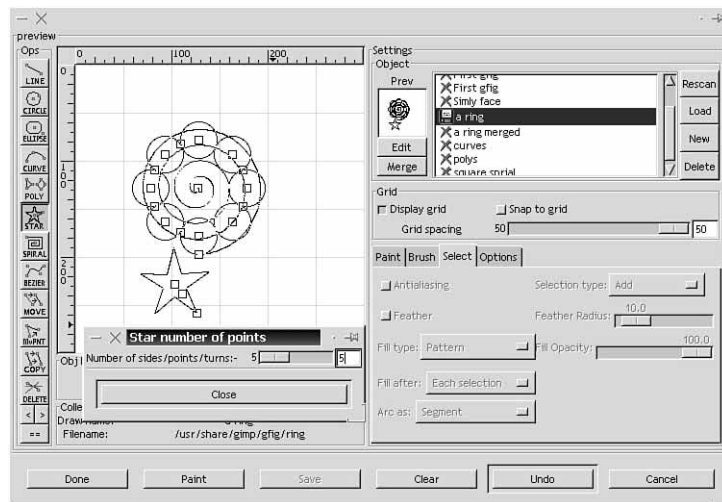 preview
Ops
LINE
CIRCLE
ELLIPSE
CURVE
POLY
STAR
SPIRAL
BEZIER
MOVE
MvPNT
COPY
DELETE
< >
==
0 100 200
0
100
200
Star number of points
Number of sides/points/turns:- 5 5
Close
Filename: /usr/share/gimp/gfig/ring
Settings
Object
Prev
Edit
Merge
First gfig
Simly face
a ring
a ring merged
curves
polys
square sprial
Rescan
Load
New
Delete
Grid
Display grid Snap to grid
Grid spacing 50 50
Paint Brush Select Options
Antialiasing Selection type: Add
Feather Feather Radius: 10.0
Fill type: Pattern Fill Opacity: 100.0
Fill after: Each selection
Arc as: Segment
Done Paint Save Clear Undo Cancel